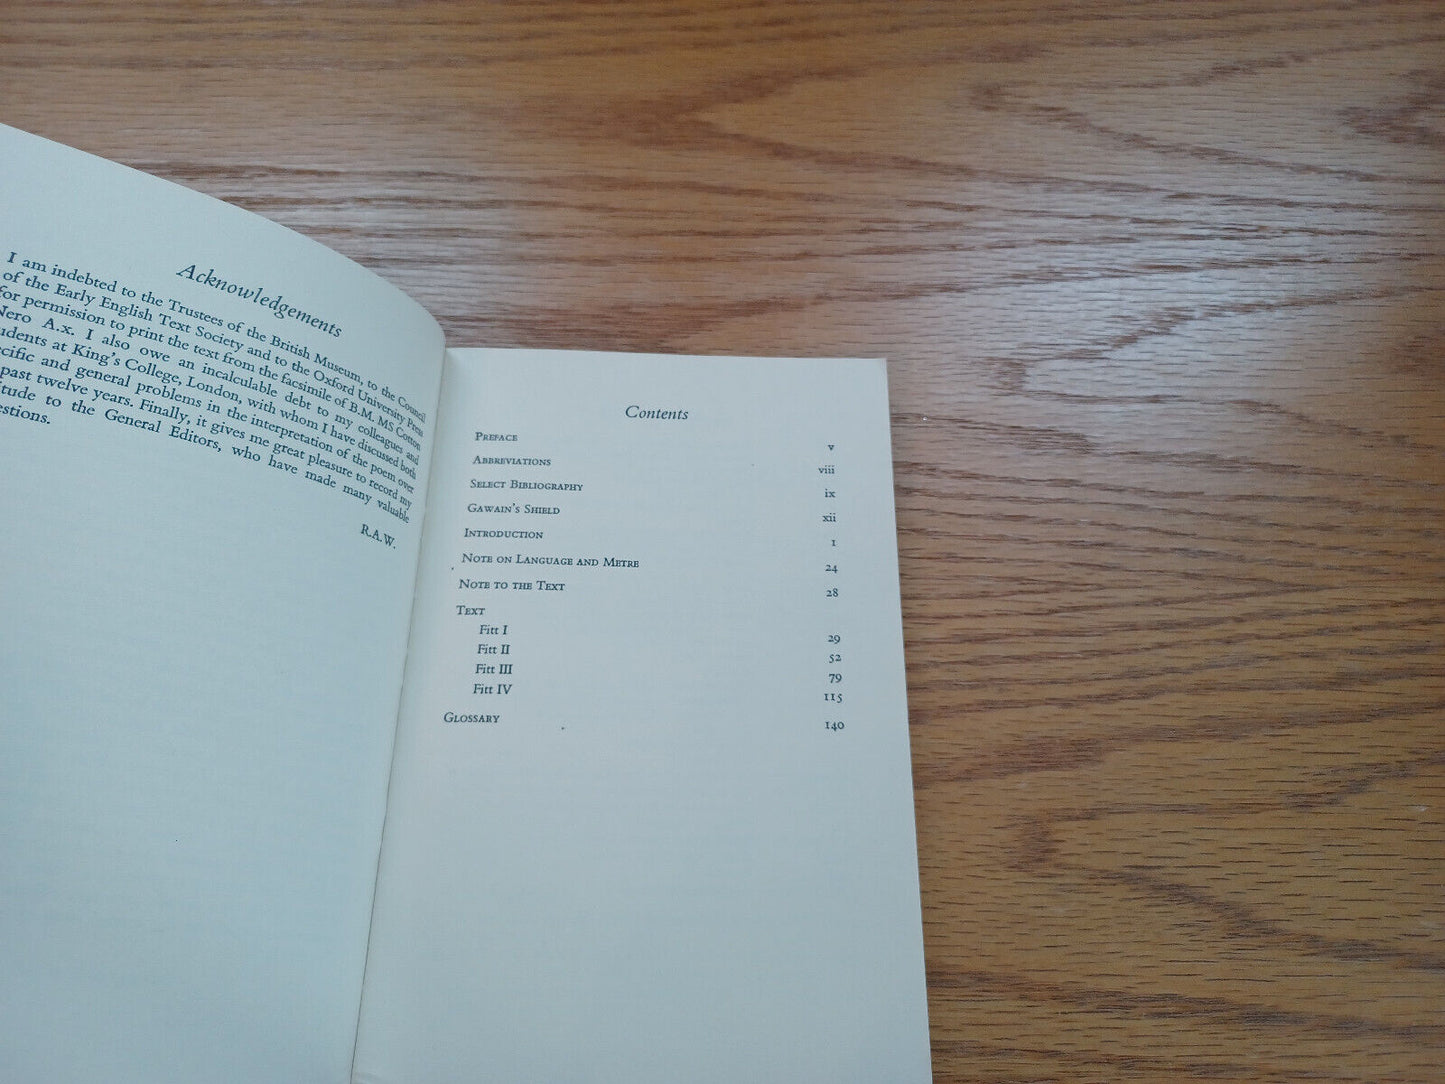 Acknowledgements
I am indebted to the Trustees of the British Museum, to the Council
of the Early English Text Society and to the Oxford University Press
for permission to print the text from the facsimile of B.M. MS Cotton
Nero A.x. I also owe an incalculable debt to my colleagues and
at King's College, London, with whom I have discussed both
and general problems in the interpretation of the poem over
past twelve years. Finally, it gives me great pleasure to record my
to the General Editors, who have made many valuable
R.A.W.
Contents
Preface v
Abbreviations viii
Select Bibliography ix
Gawain's Shield xii
Introduction 1
Note on Language and Metre 24
Note to the Text 28
Text
Fitt I 29
Fitt II 52
Fitt III 79
Fitt IV 115
Glossary 140